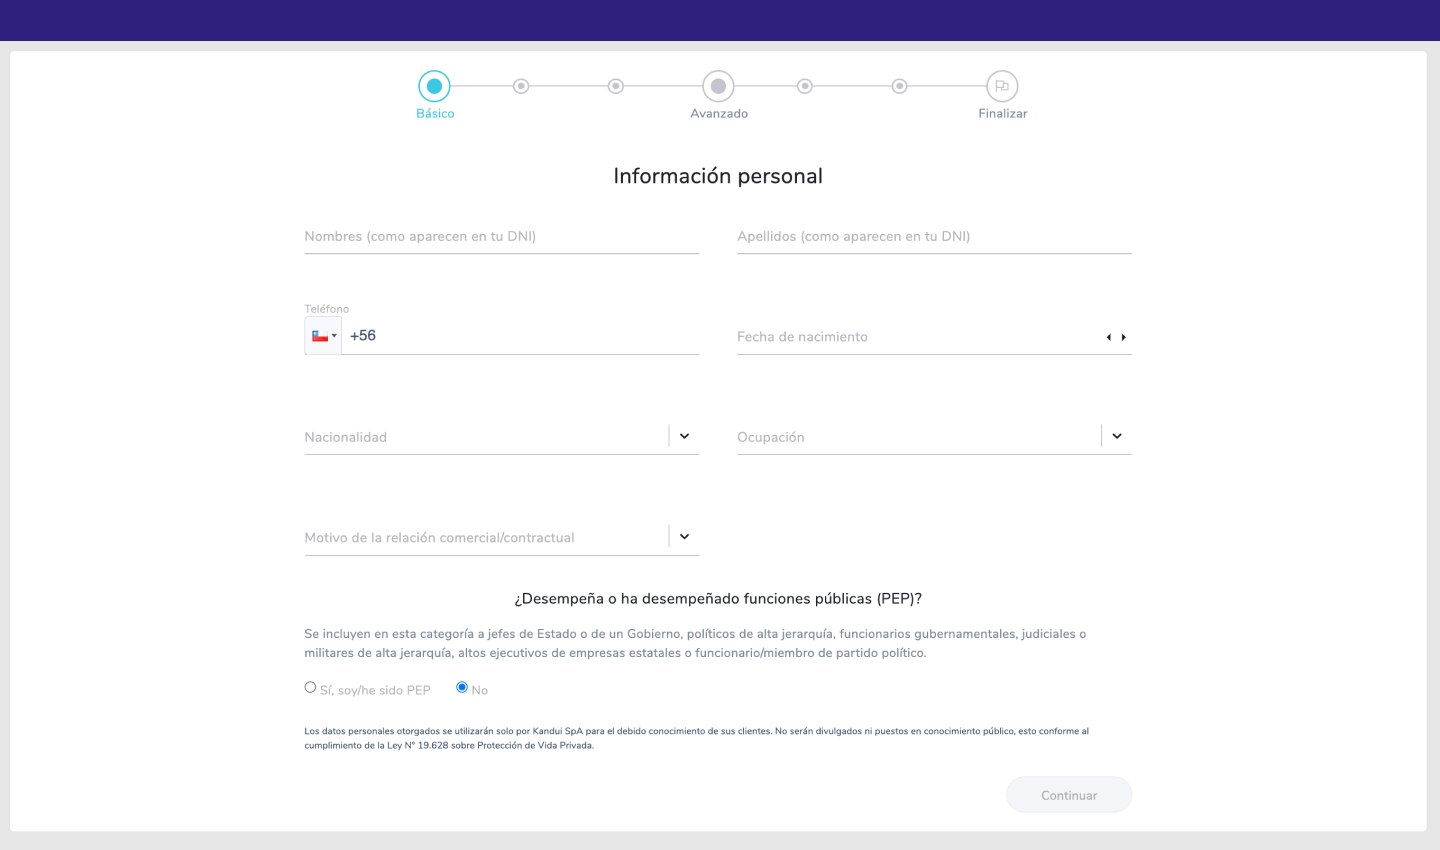 Básico
Avanzado
Finalizar
Información personal
Nombres (como aparecen en tu DNI)
Apellidos (como aparecen en tu DNI)
Teléfono
+56
Fecha de nacimiento
Nacionalidad
Ocupación
Motivo de la relación comercial/contractual
¿Desempeña o ha desempeñado funciones públicas (PEP)?
Se incluyen en esta categoría a jefes de Estado o de un Gobierno, políticos de alta jerarquía, funcionarios gubernamentales, judiciales o
militares de alta jerarquía, altos ejecutivos de empresas estatales o funcionario/miembro de partido político.
Sí, soy/he sido PEP
No
Los datos personales otorgados se utilizarán solo por Kandui SpA para el debido conocimiento de sus clientes. No serán divulgados ni puestos en conocimiento público, esto conforme al
cumplimiento de la Ley N° 19.628 sobre Protección de Vida Privada.
Continuar